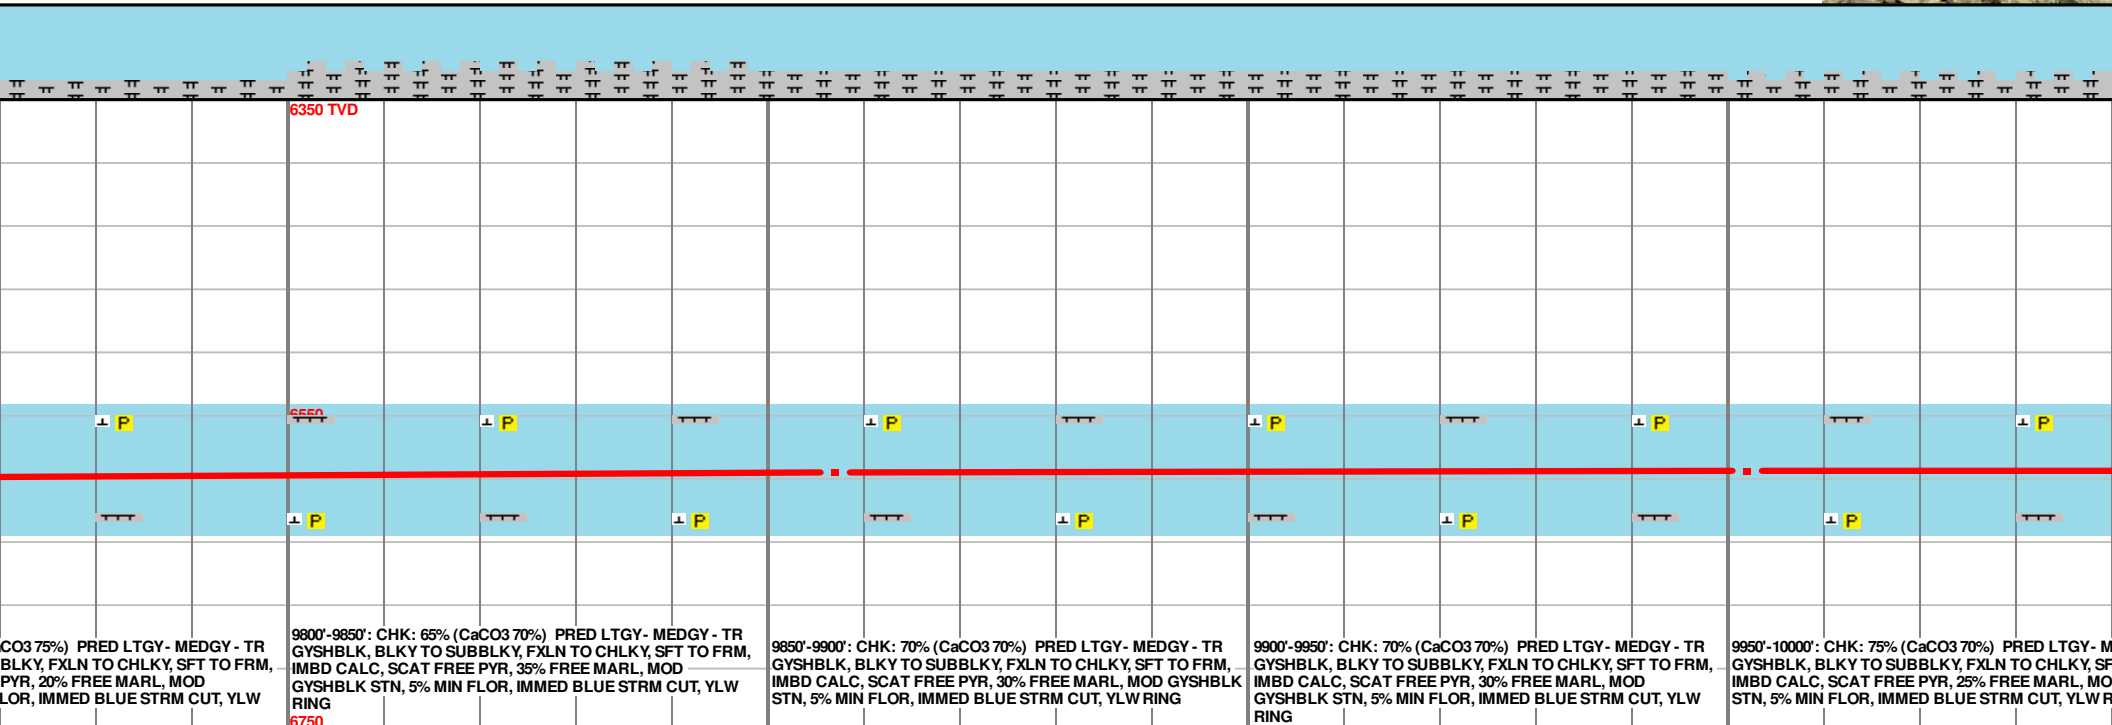 6350 TVD
6550
P
P
P
P
P
P
P
P
P
P
P
CO3 75%) PRED LTGY- MEDGY - TR
BLKY, FXLN TO CHLKY, SFT TO FRM,
PYR, 20% FREE MARL, MOD
LOR, IMMED BLUE STRM CUT, YLW
9800'-9850': CHK: 65% (CaCO3 70%) PRED LTGY- MEDGY - TR
GYSHBLK, BLKY TO SUBBLKY, FXLN TO CHLKY, SFT TO FRM,
IMBD CALC, SCAT FREE PYR, 35% FREE MARL, MOD
GYSHBLK STN, 5% MIN FLOR, IMMED BLUE STRM CUT, YLW
RING
6750
9850'-9900': CHK: 70% (CaCO3 70%) PRED LTGY- MEDGY - TR
GYSHBLK, BLKY TO SUBBLKY, FXLN TO CHLKY, SFT TO FRM,
IMBD CALC, SCAT FREE PYR, 30% FREE MARL, MOD GYSHBLK
STN, 5% MIN FLOR, IMMED BLUE STRM CUT, YLW RING
9900'-9950': CHK: 70% (CaCO3 70%) PRED LTGY- MEDGY - TR
GYSHBLK, BLKY TO SUBBLKY, FXLN TO CHLKY, SFT TO FRM,
IMBD CALC, SCAT FREE PYR, 30% FREE MARL, MOD
GYSHBLK STN, 5% MIN FLOR, IMMED BLUE STRM CUT, YLW
RING
9950'-10000': CHK: 75% (CaCO3 70%) PRED LTGY- M
GYSHBLK, BLKY TO SUBBLKY, FXLN TO CHLKY, SF
IMBD CALC, SCAT FREE PYR, 25% FREE MARL, MO
STN, 5% MIN FLOR, IMMED BLUE STRM CUT, YLW R